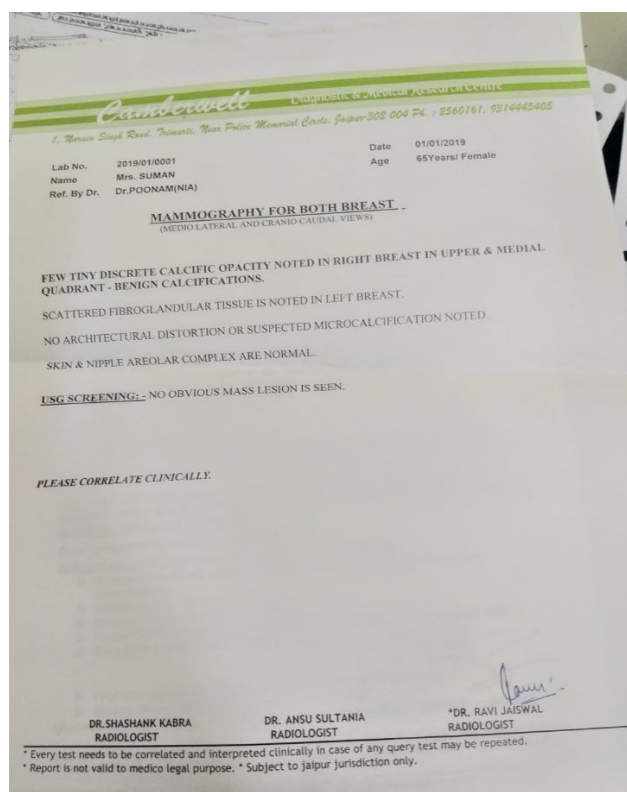 Camberwell Diagnostic & Medical Research Centre
1, Narain Singh Road, Trimurti, Near Police Memorial Circle, Jaipur-302 004 Ph. : 2560161, 9314445405
Lab No. 2019/01/0001 Date 01/01/2019
Name Mrs. SUMAN Age 65Years/ Female
Ref. By Dr. Dr.POONAM(NIA)
MAMMOGRAPHY FOR BOTH BREAST
(MEDIO LATERAL AND CRANIO CAUDAL VIEWS)
FEW TINY DISCRETE CALCIFIC OPACITY NOTED IN RIGHT BREAST IN UPPER & MEDIAL
QUADRANT - BENIGN CALCIFICATIONS.
SCATTERED FIBROGLANDULAR TISSUE IS NOTED IN LEFT BREAST.
NO ARCHITECTURAL DISTORTION OR SUSPECTED MICROCALCIFICATION NOTED.
SKIN & NIPPLE AREOLAR COMPLEX ARE NORMAL.
USG SCREENING: - NO OBVIOUS MASS LESION IS SEEN.
PLEASE CORRELATE CLINICALLY.
DR.SHASHANK KABRA DR. ANSU SULTANIA *DR. RAVI JAISWAL
RADIOLOGIST RADIOLOGIST RADIOLOGIST
* Every test needs to be correlated and interpreted clinically in case of any query test may be repeated.
* Report is not valid to medico legal purpose. * Subject to jaipur jurisdiction only.